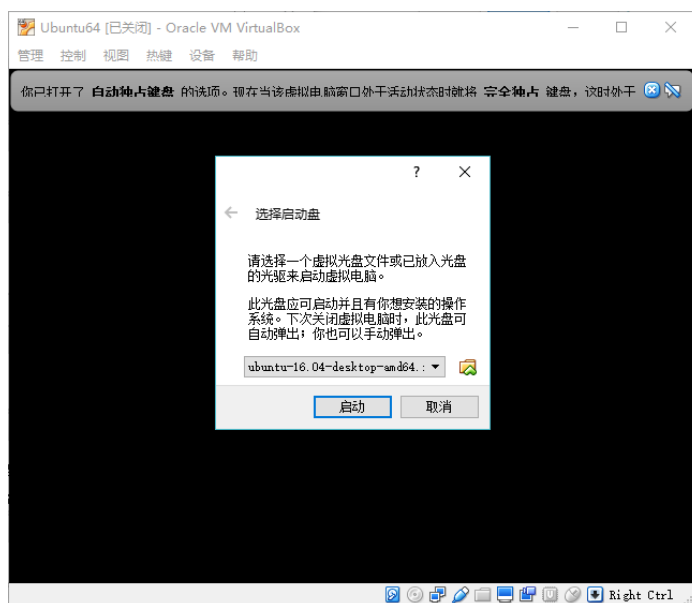 Ubuntu64 [已关闭] - Oracle VM VirtualBox
管理 控制 视图 热键 设备 帮助
你已打开了 自动独占键盘 的选项。现在当该虚拟电脑窗口处于活动状态时就将 完全独占 键盘，这时处于
选择启动盘
请选择一个虚拟光盘文件或已放入光盘
的光驱来启动虚拟电脑。
此光盘应可启动并且有你想安装的操作
系统。下次关闭虚拟电脑时，此光盘可
自动弹出；你也可以手动弹出。
ubuntu-16.04-desktop-amd64.:
启动 取消
Right Ctrl